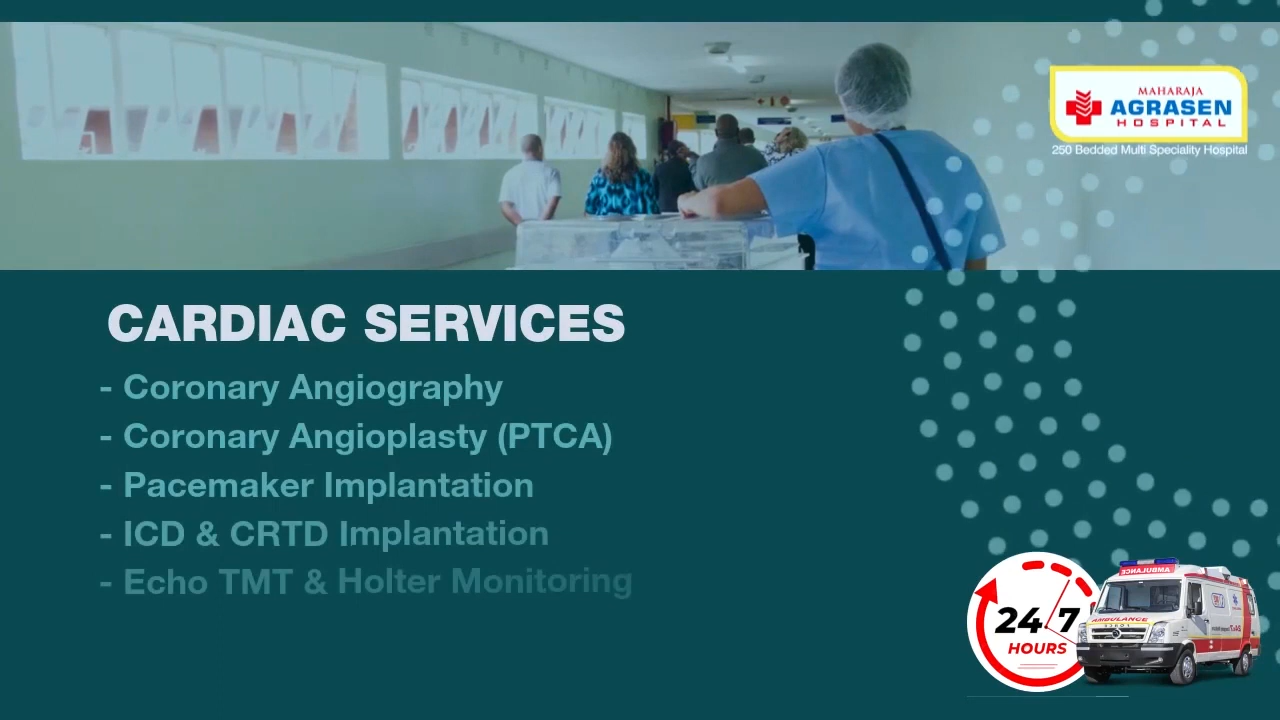 MAHARAJA
AGRASEN
HOSPITAL
250 Bedded Multi Speciality Hospital
CARDIAC SERVICES
- Coronary Angiography
- Coronary Angioplasty (PTCA)
- Pacemaker Implantation
- ICD & CRTD Implantation
- Echo TMT & Holter Monitoring
24 7
HOURS
AMBULANCE
AMBULANCE